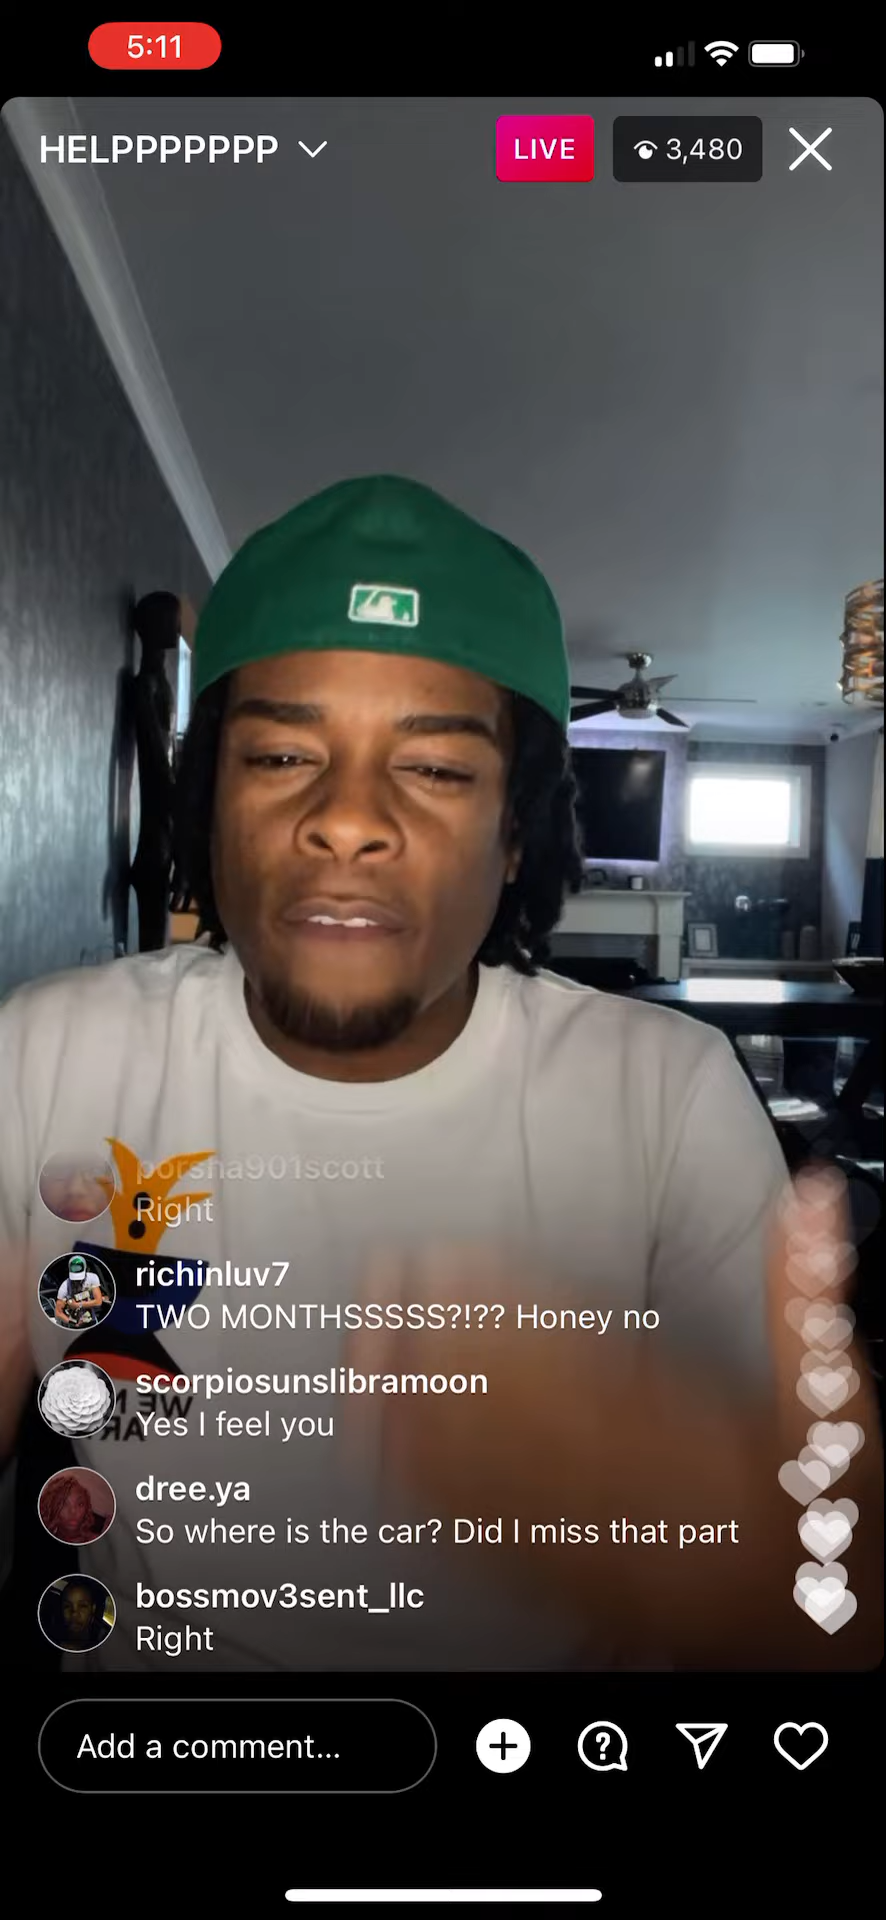 5:11
HELPPPPPPP
LIVE
3,480
porsha901scott
Right
richinluv7
TWO MONTHSSSSS?!?? Honey no
scorpiosunslibramoon
Yes I feel you
dree.ya
So where is the car? Did I miss that part
bossmov3sent_llc
Right
Add a comment...